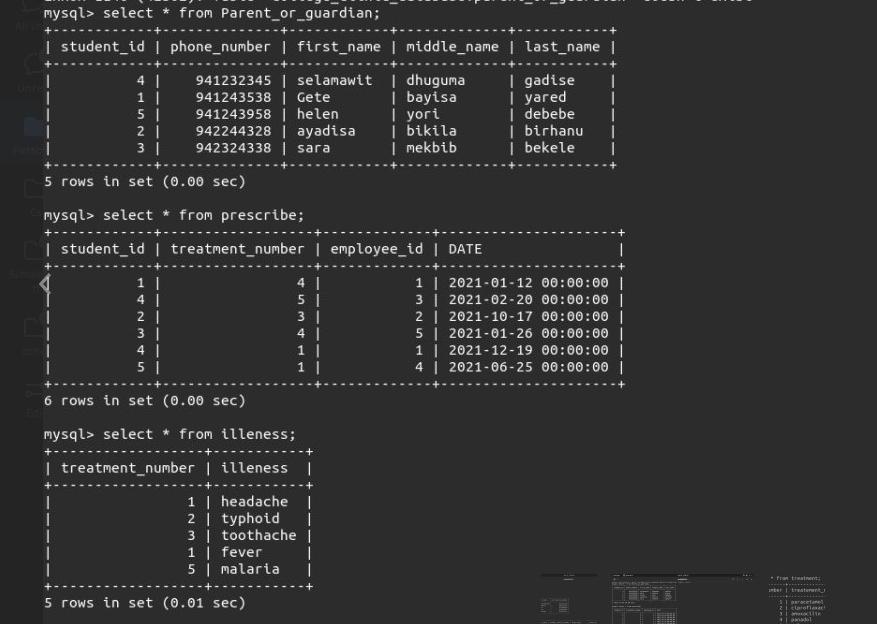 mysql> select * from Parent_or_guardian;
+------------+--------------+------------+-------------+-----------+
| student_id | phone_number | first_name | middle_name | last_name |
+------------+--------------+------------+-------------+-----------+
| 4 | 941232345 | selamawit | dhuguma | gadise |
| 1 | 941243538 | Gete | bayisa | yared |
| 5 | 941243958 | helen | yori | debebe |
| 2 | 942244328 | ayadisa | bikila | birhanu |
| 3 | 942324338 | sara | mekbib | bekele |
+------------+--------------+------------+-------------+-----------+
5 rows in set (0.00 sec)
mysql> select * from prescribe;
+------------+------------------+-------------+---------------------+
| student_id | treatment_number | employee_id | DATE |
+------------+------------------+-------------+---------------------+
| 1 | 4 | 1 | 2021-01-12 00:00:00 |
| 4 | 5 | 3 | 2021-02-20 00:00:00 |
| 2 | 3 | 2 | 2021-10-17 00:00:00 |
| 3 | 4 | 5 | 2021-01-26 00:00:00 |
| 4 | 1 | 1 | 2021-12-19 00:00:00 |
| 5 | 1 | 4 | 2021-06-25 00:00:00 |
+------------+------------------+-------------+---------------------+
6 rows in set (0.00 sec)
mysql> select * from illeness;
+------------------+-----------+
| treatment_number | illeness |
+------------------+-----------+
| 1 | headache |
| 2 | typhoid |
| 3 | toothache |
| 1 | fever |
| 5 | malaria |
+------------------+-----------+
5 rows in set (0.01 sec)
* from treatment;
1 | paracetamol
3 | amoxacilin
4 | panadol